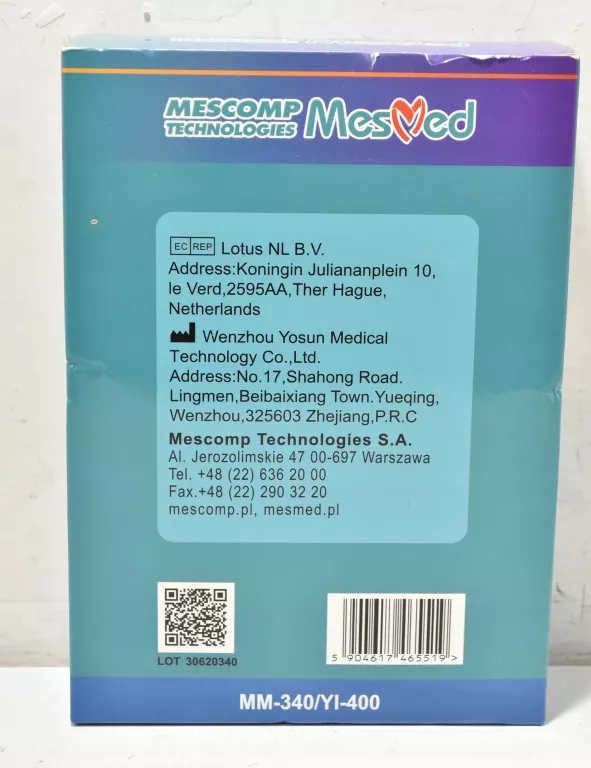 MESCOMP
TECHNOLOGIES
MesMed
EC REP Lotus NL B.V.
Address:Koningin Juliananplein 10,
le Verd,2595AA,Ther Hague,
Netherlands
Wenzhou Yosun Medical
Technology Co.,Ltd.
Address:No.17,Shahong Road.
Lingmen,Beibaixiang Town.Yueqing,
Wenzhou,325603 Zhejiang,P.R.C
Mescomp Technologies S.A.
Al. Jerozolimskie 47 00-697 Warszawa
Tel. +48 (22) 636 20 00
Fax.+48 (22) 290 32 20
mescomp.pl, mesmed.pl
LOT 30620340
5 904617 465519 >
MM-340/YI-400